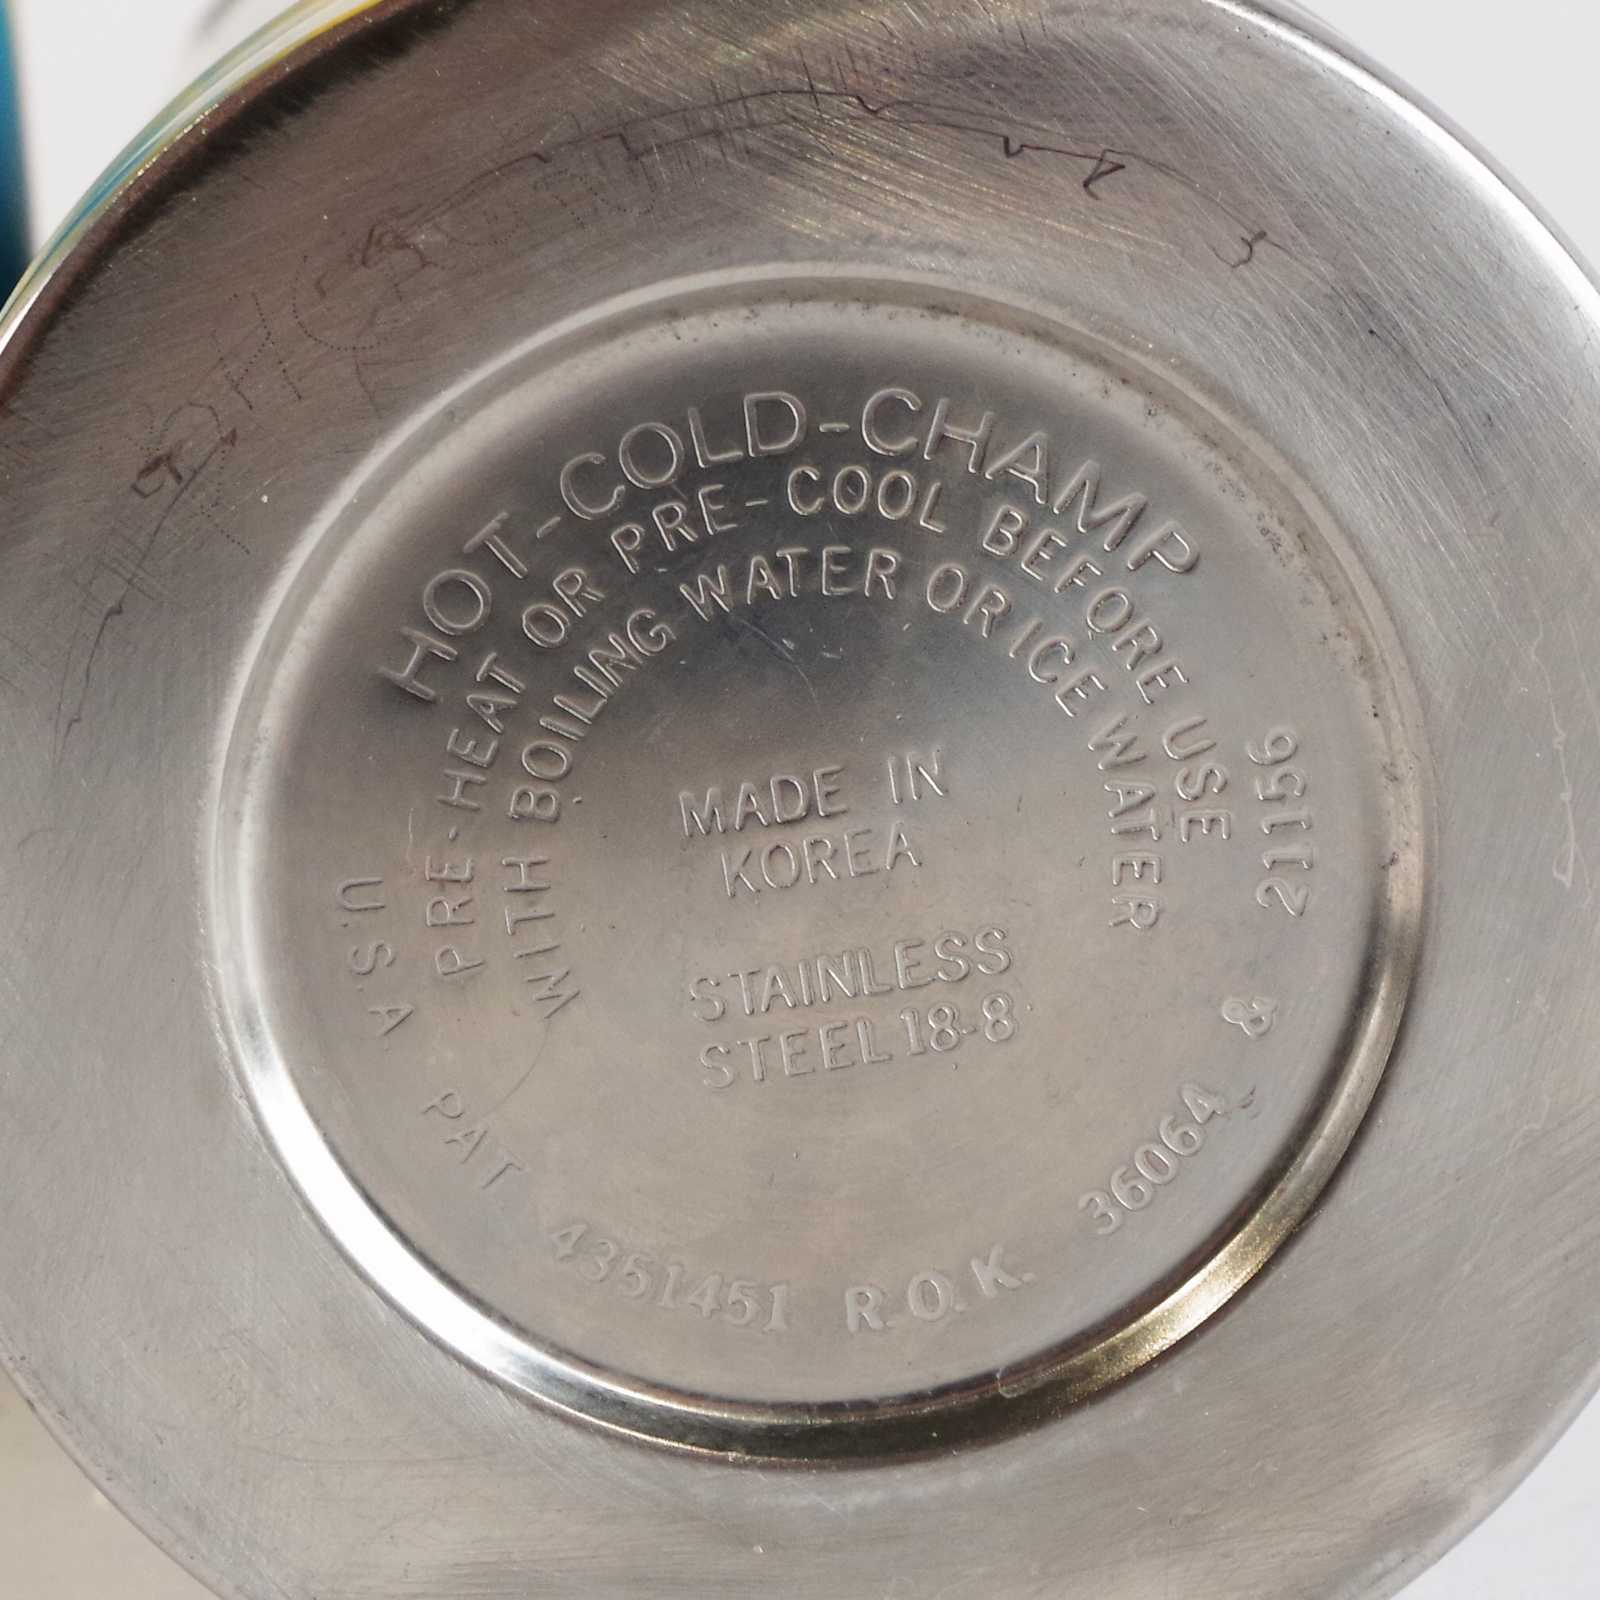 HOT-COLD-CHAMP
PRE-HEAT OR PRE-COOL BEFORE USE
WITH BOILING WATER OR ICE WATER
MADE IN
KOREA
STAINLESS
STEEL 18-8
U.S.A. PAT 4351451 R.O.K. 36064 & 21156